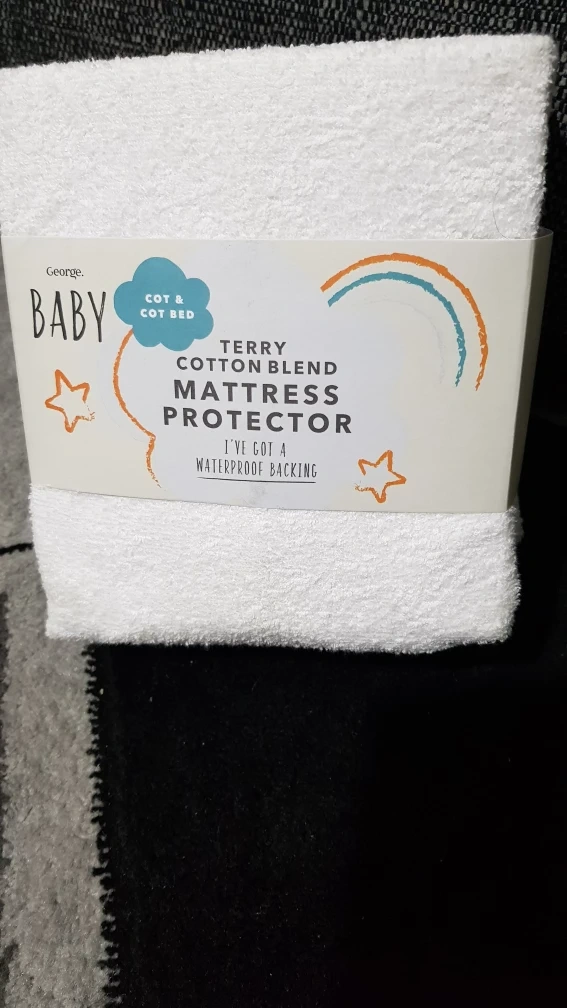 George.
BABY
COT &
COT BED
TERRY
COTTON BLEND
MATTRESS
PROTECTOR
I'VE GOT A
WATERPROOF BACKING